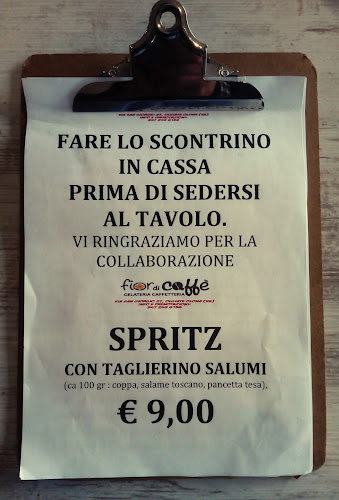 FARE LO SCONTRINO
IN CASSA
PRIMA DI SEDERSI
AL TAVOLO.
VI RINGRAZIAMO PER LA
COLLABORAZIONE
fior di caffè
GELATERIA CAFFETTERIA
SPRITZ
CON TAGLIERINO SALUMI
(ca 100 gr : coppa, salame toscano, pancetta tesa),
€ 9,00